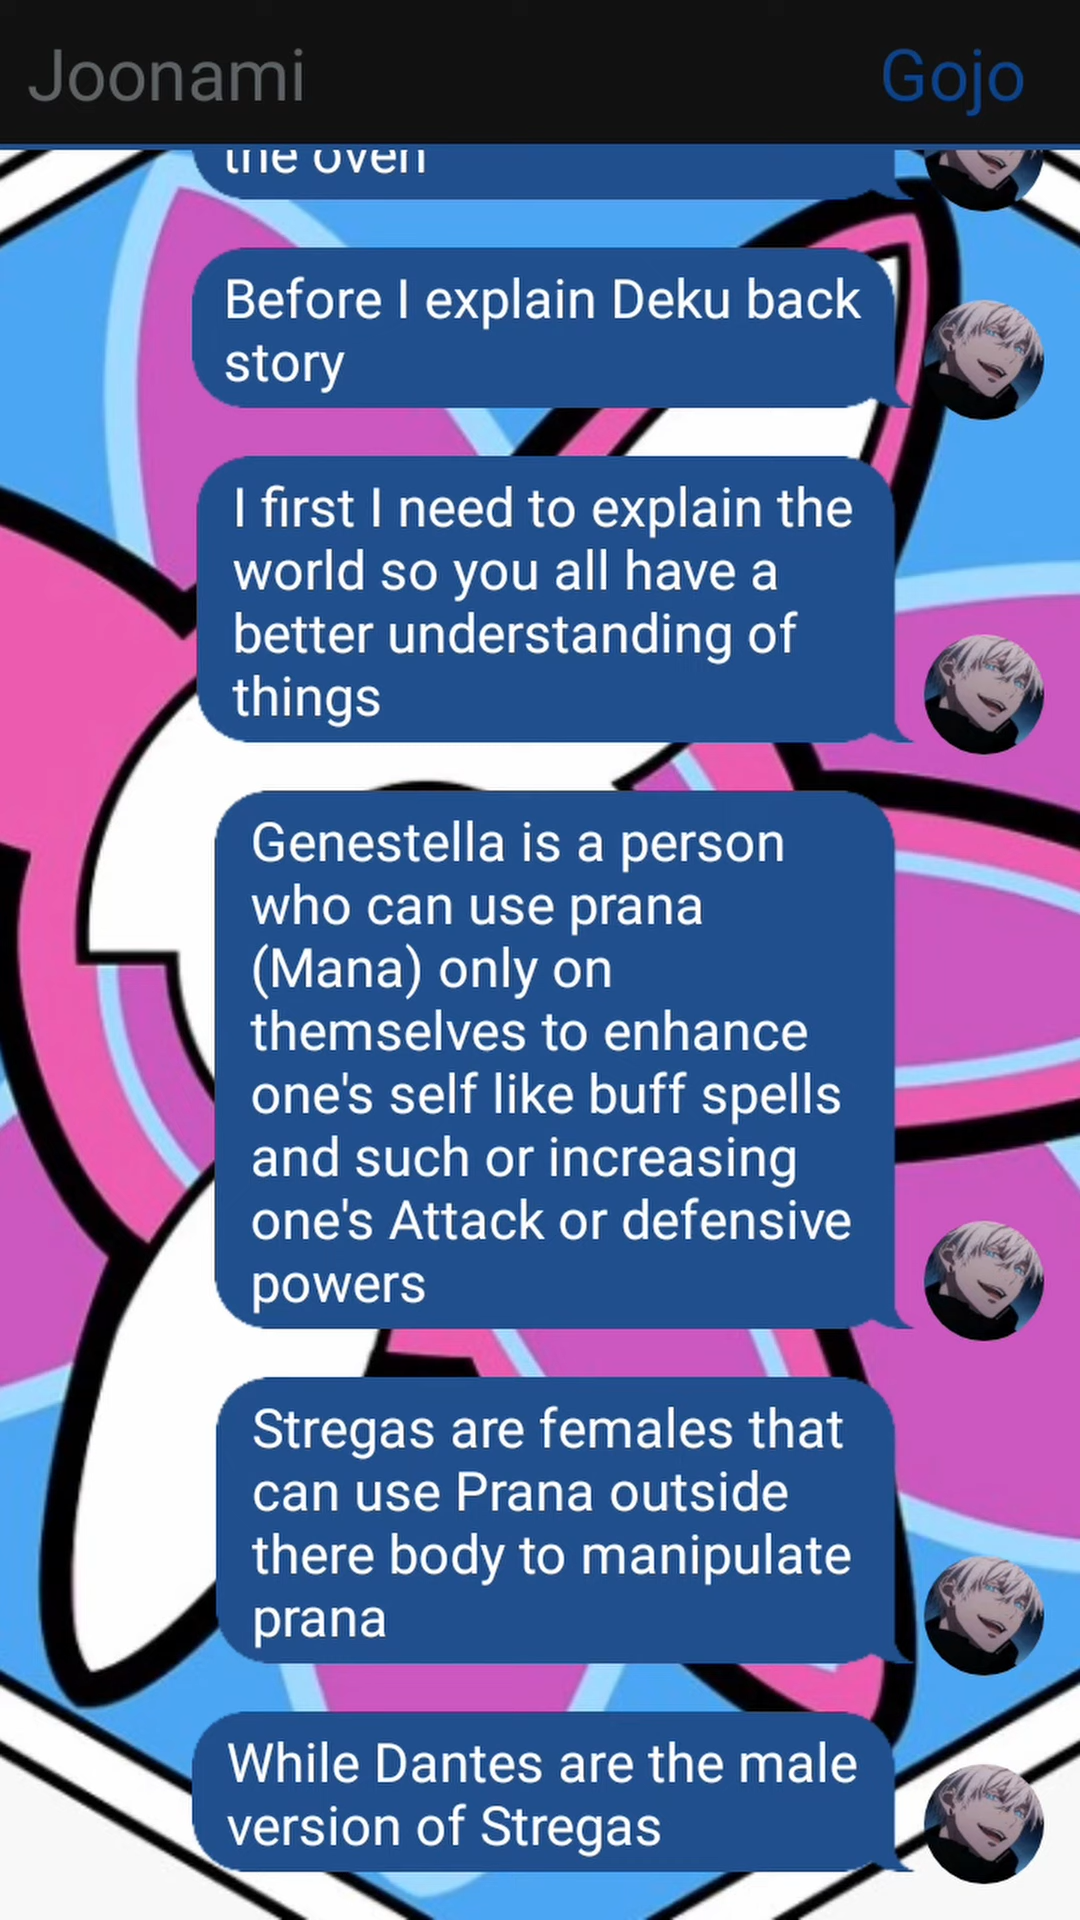 Joonami
Gojo
the oven
Before I explain Deku back
story
I first I need to explain the
world so you all have a
better understanding of
things
Genestella is a person
who can use prana
(Mana) only on
themselves to enhance
one's self like buff spells
and such or increasing
one's Attack or defensive
powers
Stregas are females that
can use Prana outside
there body to manipulate
prana
While Dantes are the male
version of Stregas